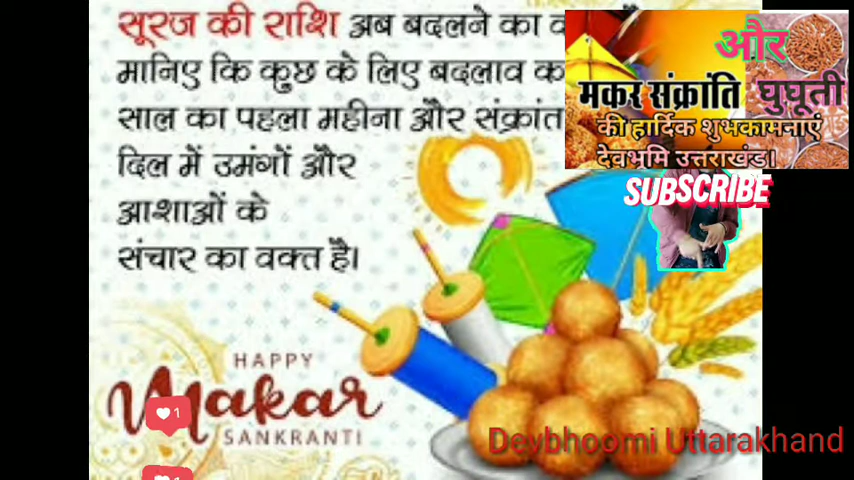 सूरज की राशि अब बदलने का
मानिए कि कुछ के लिए बदलाव
साल का पहला महीना और संक्रांत
दिल में उमंगों और
आशाओं के
संचार का वक्त है।
HAPPY
Makar
SANKRANTI
और
मकर संक्रांति घुघूती
की हार्दिक शुभकामनाएं
देवभूमि उत्तराखंड।
SUBSCRIBE
1
Devbhoomi Uttarakhand